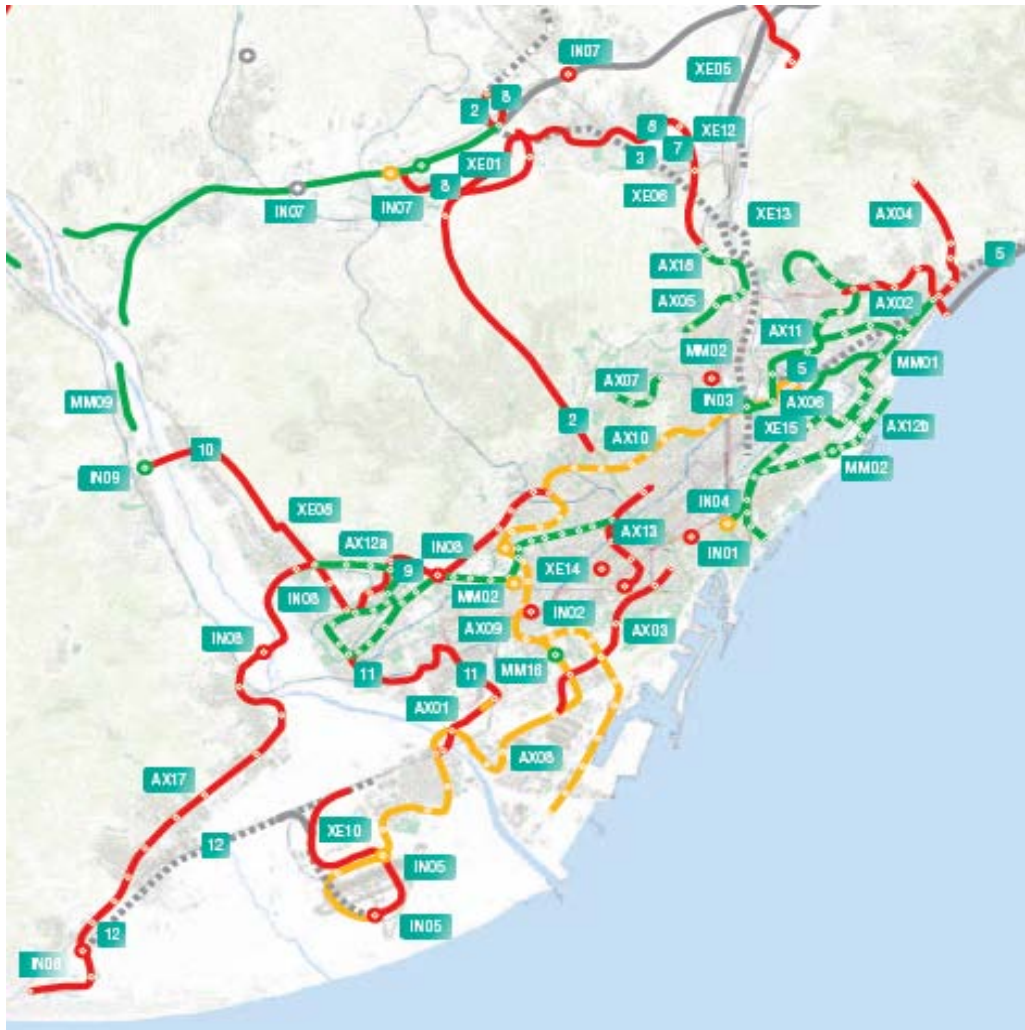 IN07
XE05
8
2
6
XE12
7
3
XE01
8
XE06
IN07
IN07
XE13
AX04
5
AX18
AX02
AX05
AX11
MM02
MM01
5
AX07
MM09
IN03
AX06
2
XE15
AX12b
AX10
10
MM02
IN09
IN04
XE08
AX13
AX12a
IN08
IN01
9
XE14
IN08
MM02
IN02
AX09
AX03
IN08
MM16
11
11
AX01
AX08
AX17
XE10
12
IN05
IN05
12
IN06